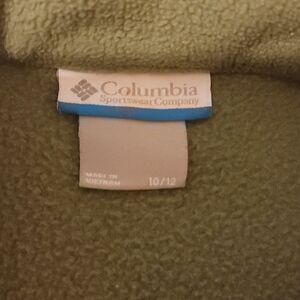 Columbia
Sportswear Company
MADE IN
VIETNAM
10/12